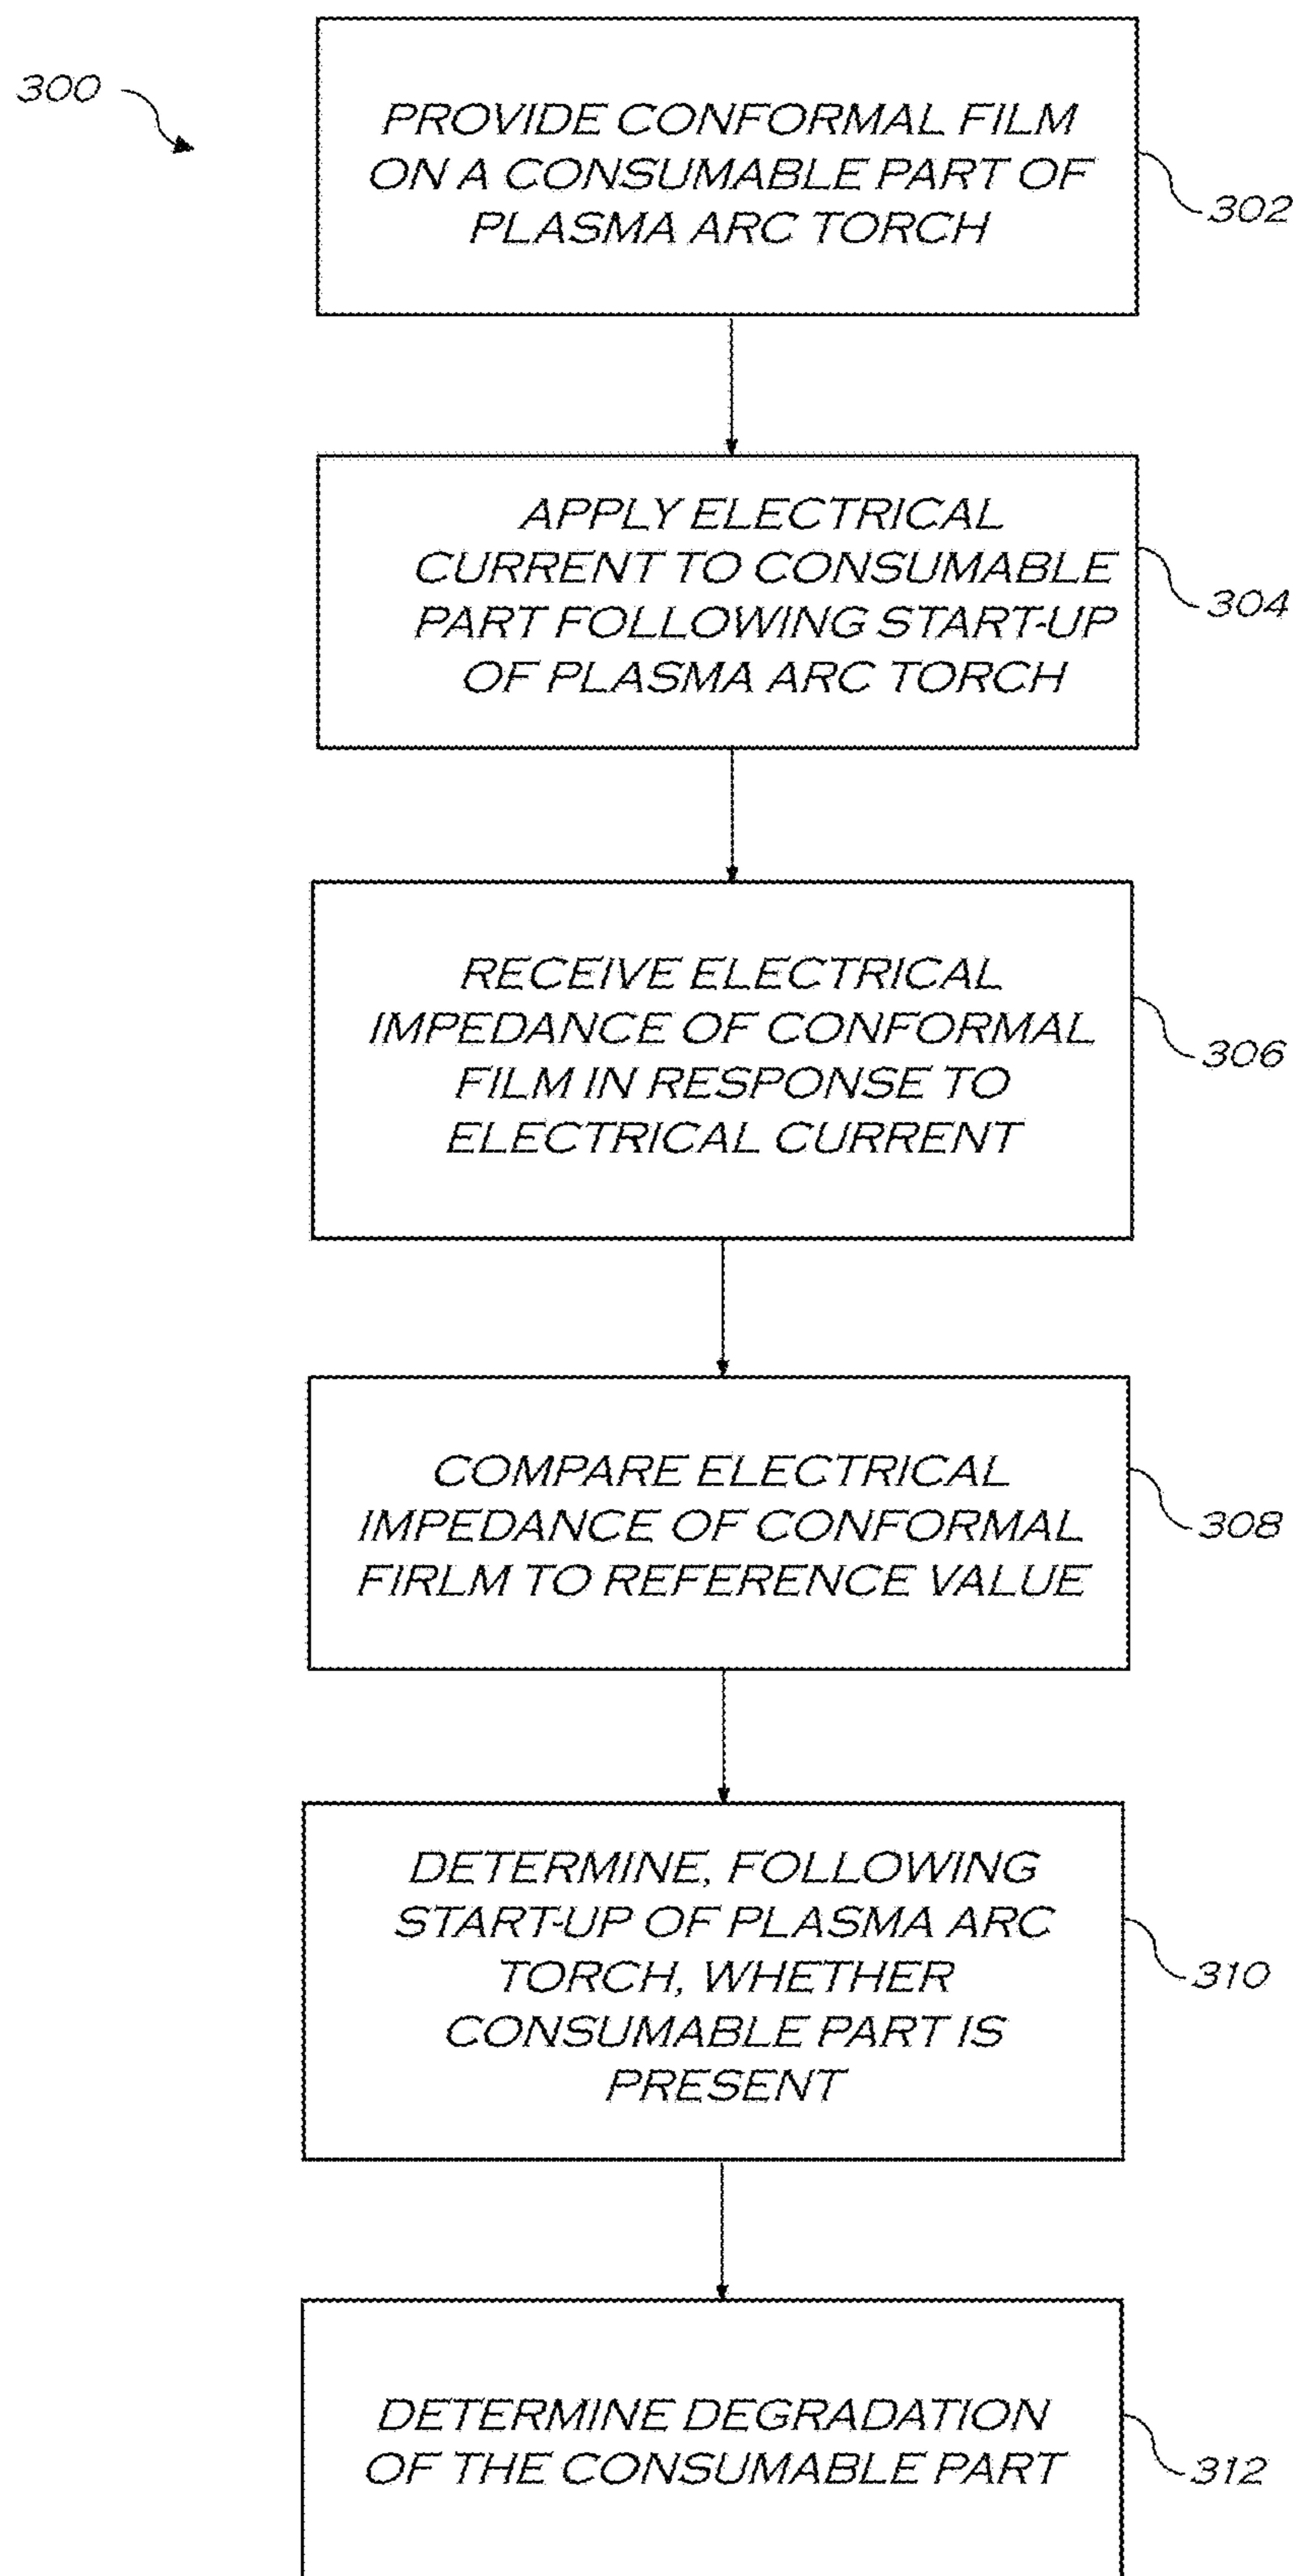 300
PROVIDE CONFORMAL FILM
ON A CONSUMABLE PART OF
PLASMA ARC TORCH
302
APPLY ELECTRICAL
CURRENT TO CONSUMABLE
PART FOLLOWING START-UP
OF PLASMA ARC TORCH
304
RECEIVE ELECTRICAL
IMPEDANCE OF CONFORMAL
FILM IN RESPONSE TO
ELECTRICAL CURRENT
306
COMPARE ELECTRICAL
IMPEDANCE OF CONFORMAL
FIRLM TO REFERENCE VALUE
308
DETERMINE, FOLLOWING
START-UP OF PLASMA ARC
TORCH, WHETHER
CONSUMABLE PART IS
PRESENT
310
DETERMINE DEGRADATION
OF THE CONSUMABLE PART
312